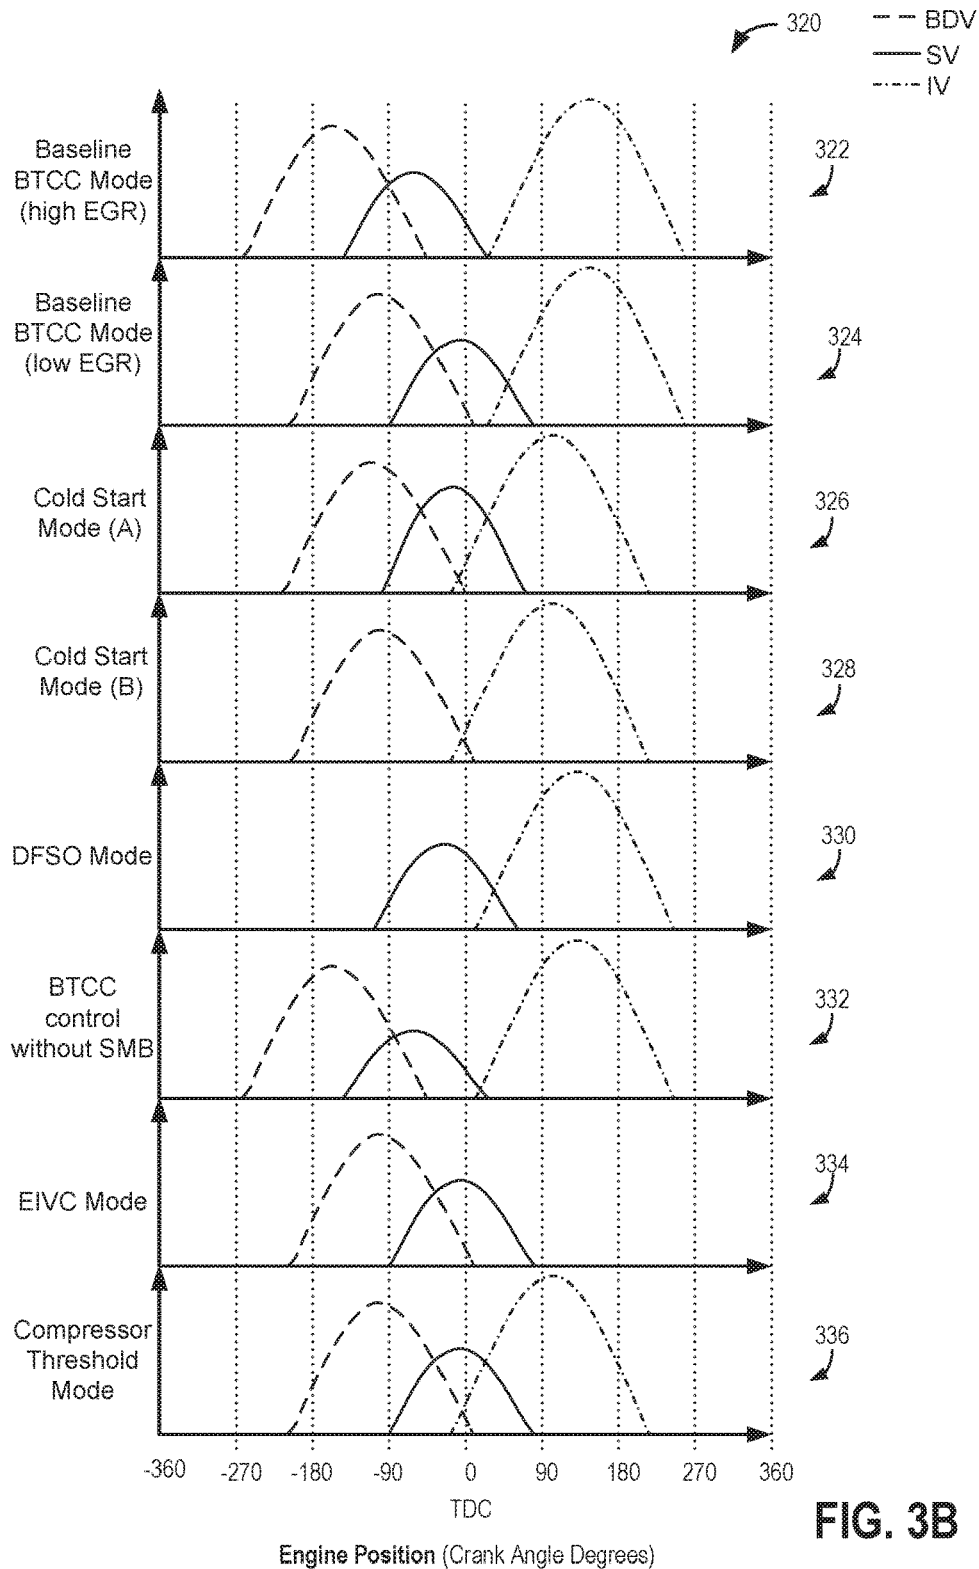 320
BDV
SV
IV
Baseline
BTCC Mode
(high EGR)
322
Baseline
BTCC Mode
(low EGR)
324
Cold Start
Mode (A)
326
Cold Start
Mode (B)
328
DFSO Mode
330
BTCC
control
without SMB
332
EIVC Mode
334
Compressor
Threshold
Mode
336
-360 -270 -180 -90 0 90 180 270 360
TDC
Engine Position (Crank Angle Degrees)
FIG. 3B